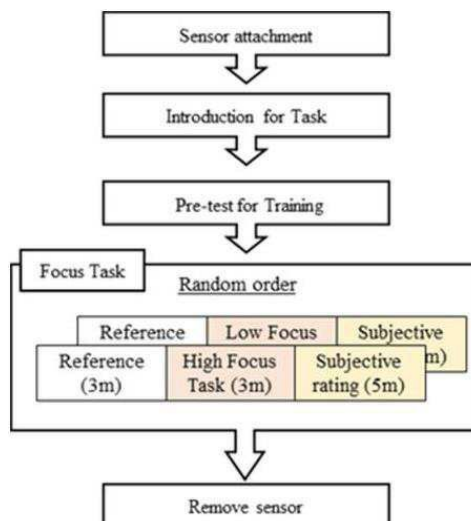 Sensor attachment
Introduction for Task
Pre-test for Training
Focus Task
Random order
Reference
Low Focus
Subjective
m)
Reference
(3m)
High Focus
Task (3m)
Subjective
rating (5m)
Remove sensor